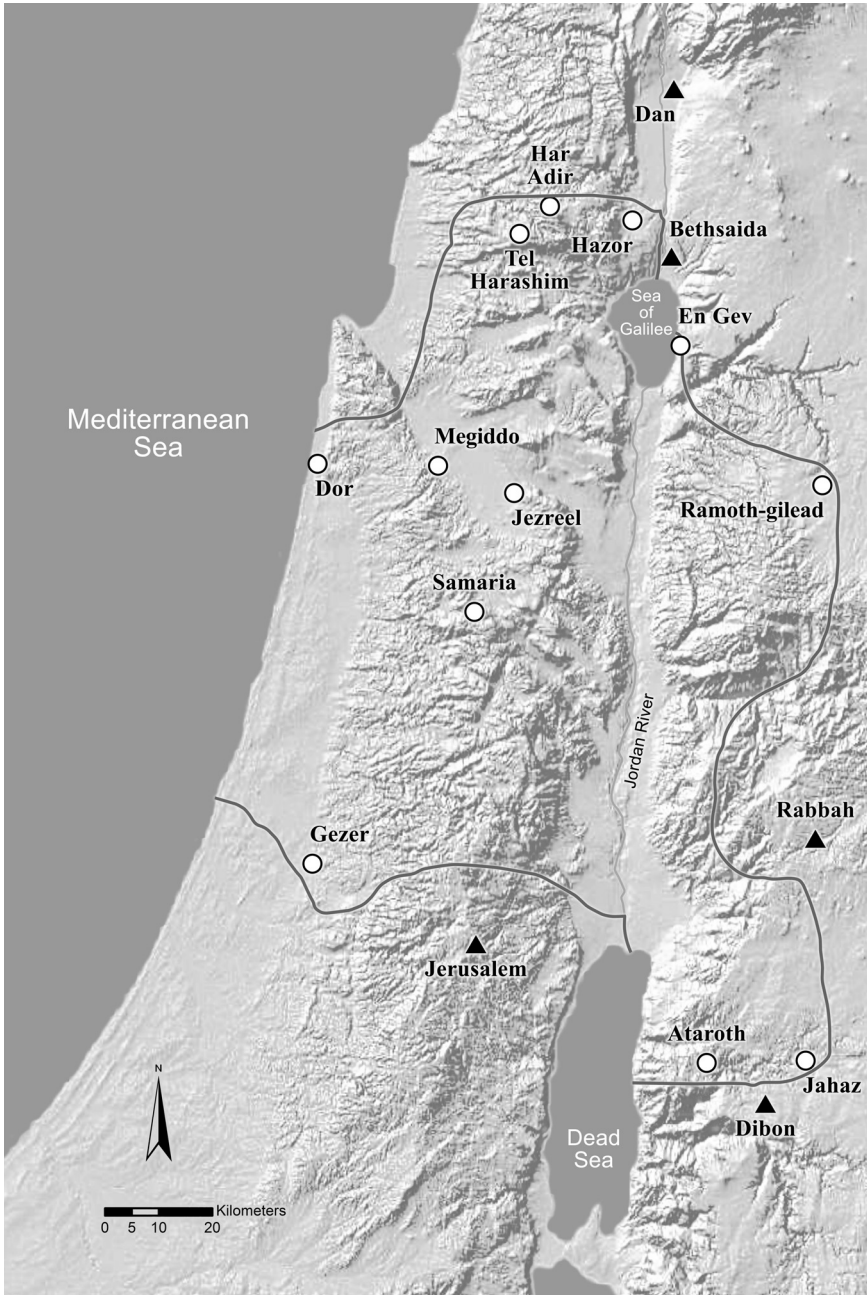 Dan
Har
Adir
Hazor
Bethsaida
Tel
Harashim
Sea
of
Galilee
En Gev
Mediterranean
Sea
Megiddo
Dor
Jezreel
Ramoth-gilead
Samaria
Jordan River
Rabbah
Gezer
Jerusalem
Ataroth
Jahaz
N
Dibon
Dead
Sea
Kilometers
0 5 10 20